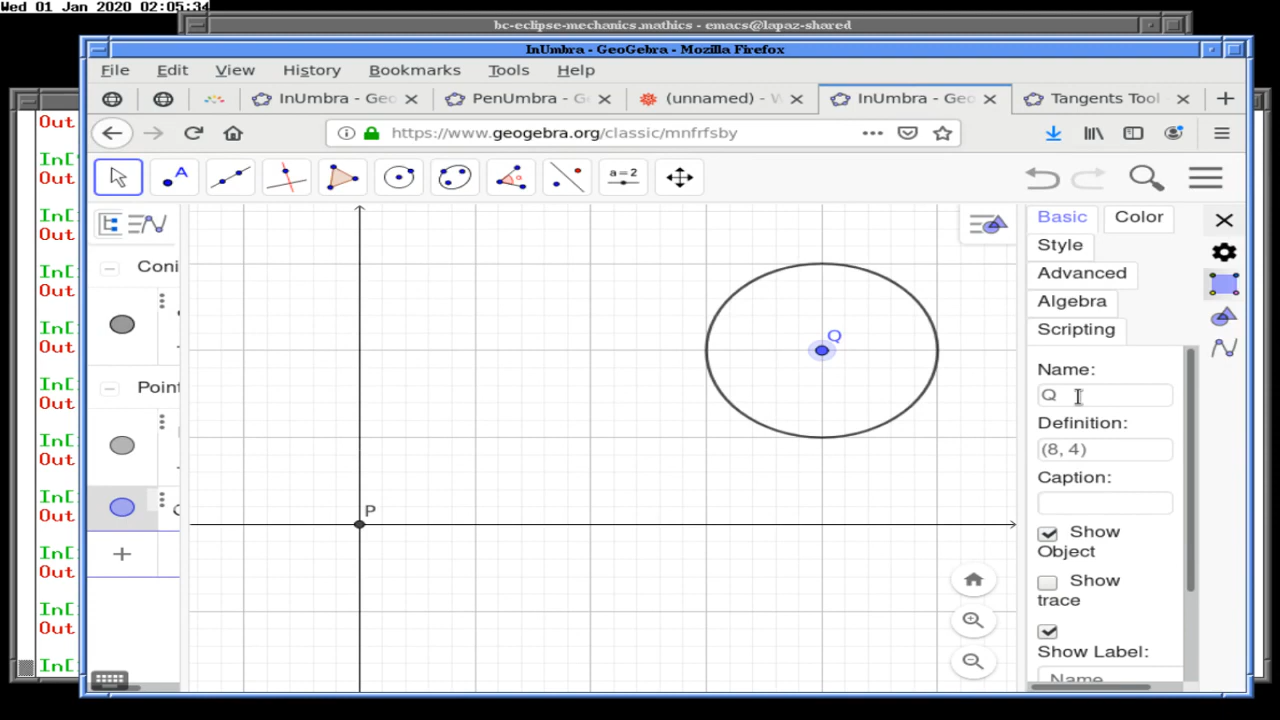 Wed 01 Jan 2020 02:05:34
bc-eclipse-mechanics.mathics - emacs@lapaz-shared
InUmbra - GeoGebra - Mozilla Firefox
File Edit View History Bookmarks Tools Help
InUmbra - Geo PenUmbra - G (unnamed) - W InUmbra - Geo Tangents Tool
https://www.geogebra.org/classic/mnfrfsby
A a=2
Basic Color
Style
Advanced
Algebra
Scripting
Coni
Point
Q
P
Name:
Q
Definition:
(8, 4)
Caption:
Show
Object
Show
trace
Show Label:
Name
Out
In[
Out
In[
Out
In[
Out
In[
Out
In[
Out
In[
Out
In[
Out
In[
Out
In[
Out
In[